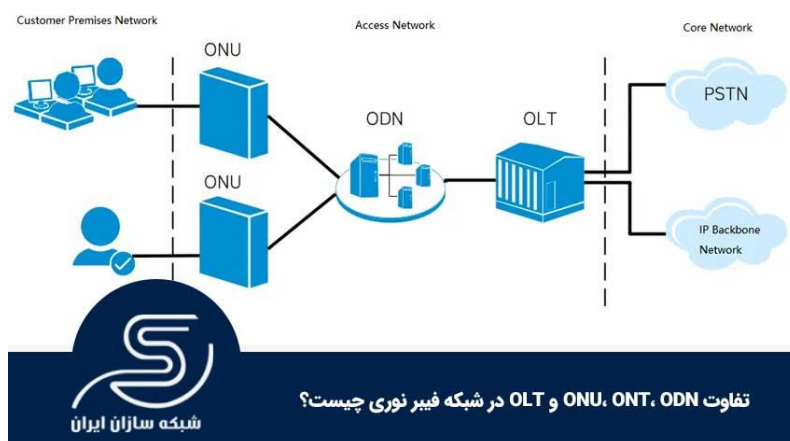 Customer Premises Network
Access Network
Core Network
ONU
ODN
OLT
PSTN
ONU
IP Backbone
Network
تفاوت ONU، ONT، ODN و OLT در شبکه فیبر نوری چیست؟
شبکه سازان ایران